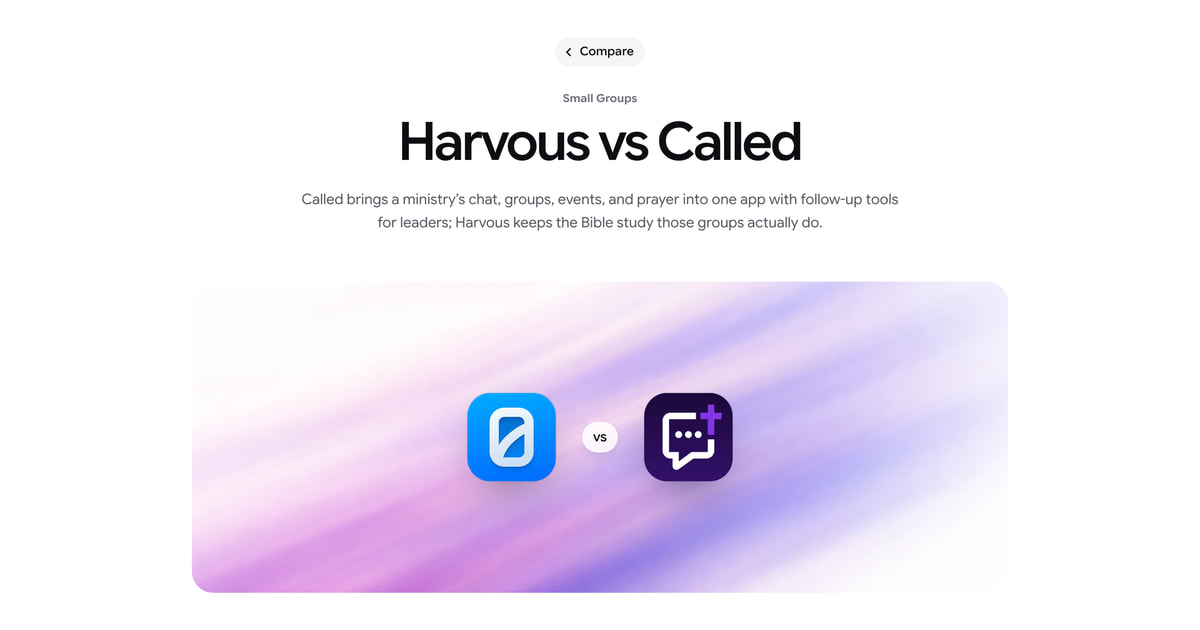 Compare
Small Groups
Harvous vs Called
Called brings a ministry’s chat, groups, events, and prayer into one app with follow-up tools
for leaders; Harvous keeps the Bible study those groups actually do.
vs